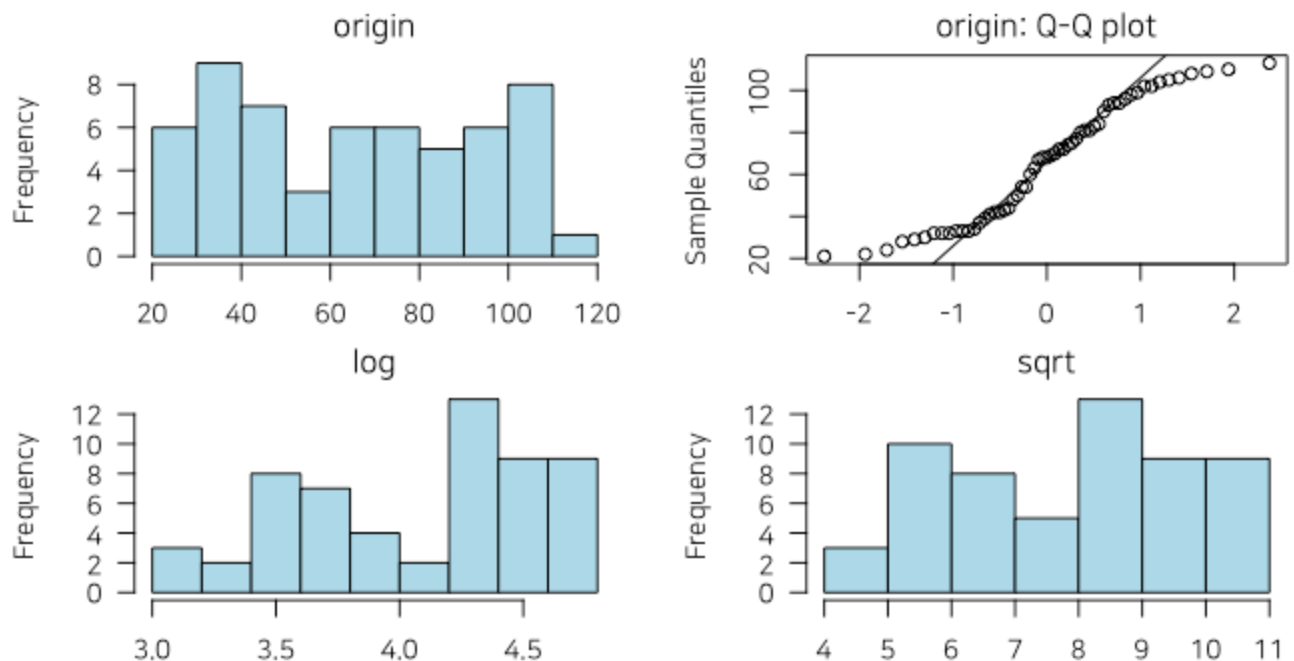 origin
Frequency
0 2 4 6 8
20 40 60 80 100 120
origin: Q-Q plot
Sample Quantiles
20 60 100
-2 -1 0 1 2
log
Frequency
0 2 4 6 8 10 12
3.0 3.5 4.0 4.5
sqrt
Frequency
0 2 4 6 8 10 12
4 5 6 7 8 9 10 11